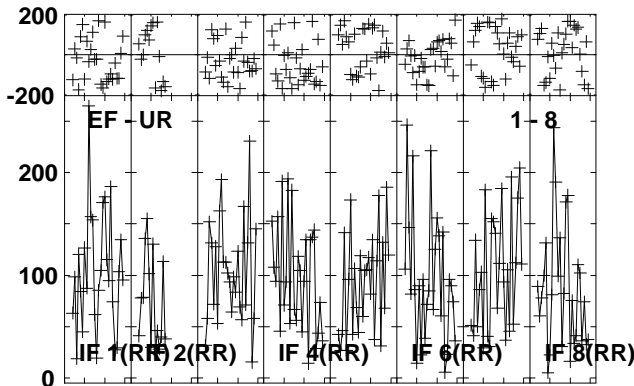 200
-200
EF - UR
1 - 8
200
100
0
IF 1(RR)
IF 2(RR)
IF 4(RR)
IF 6(RR)
IF 8(RR)